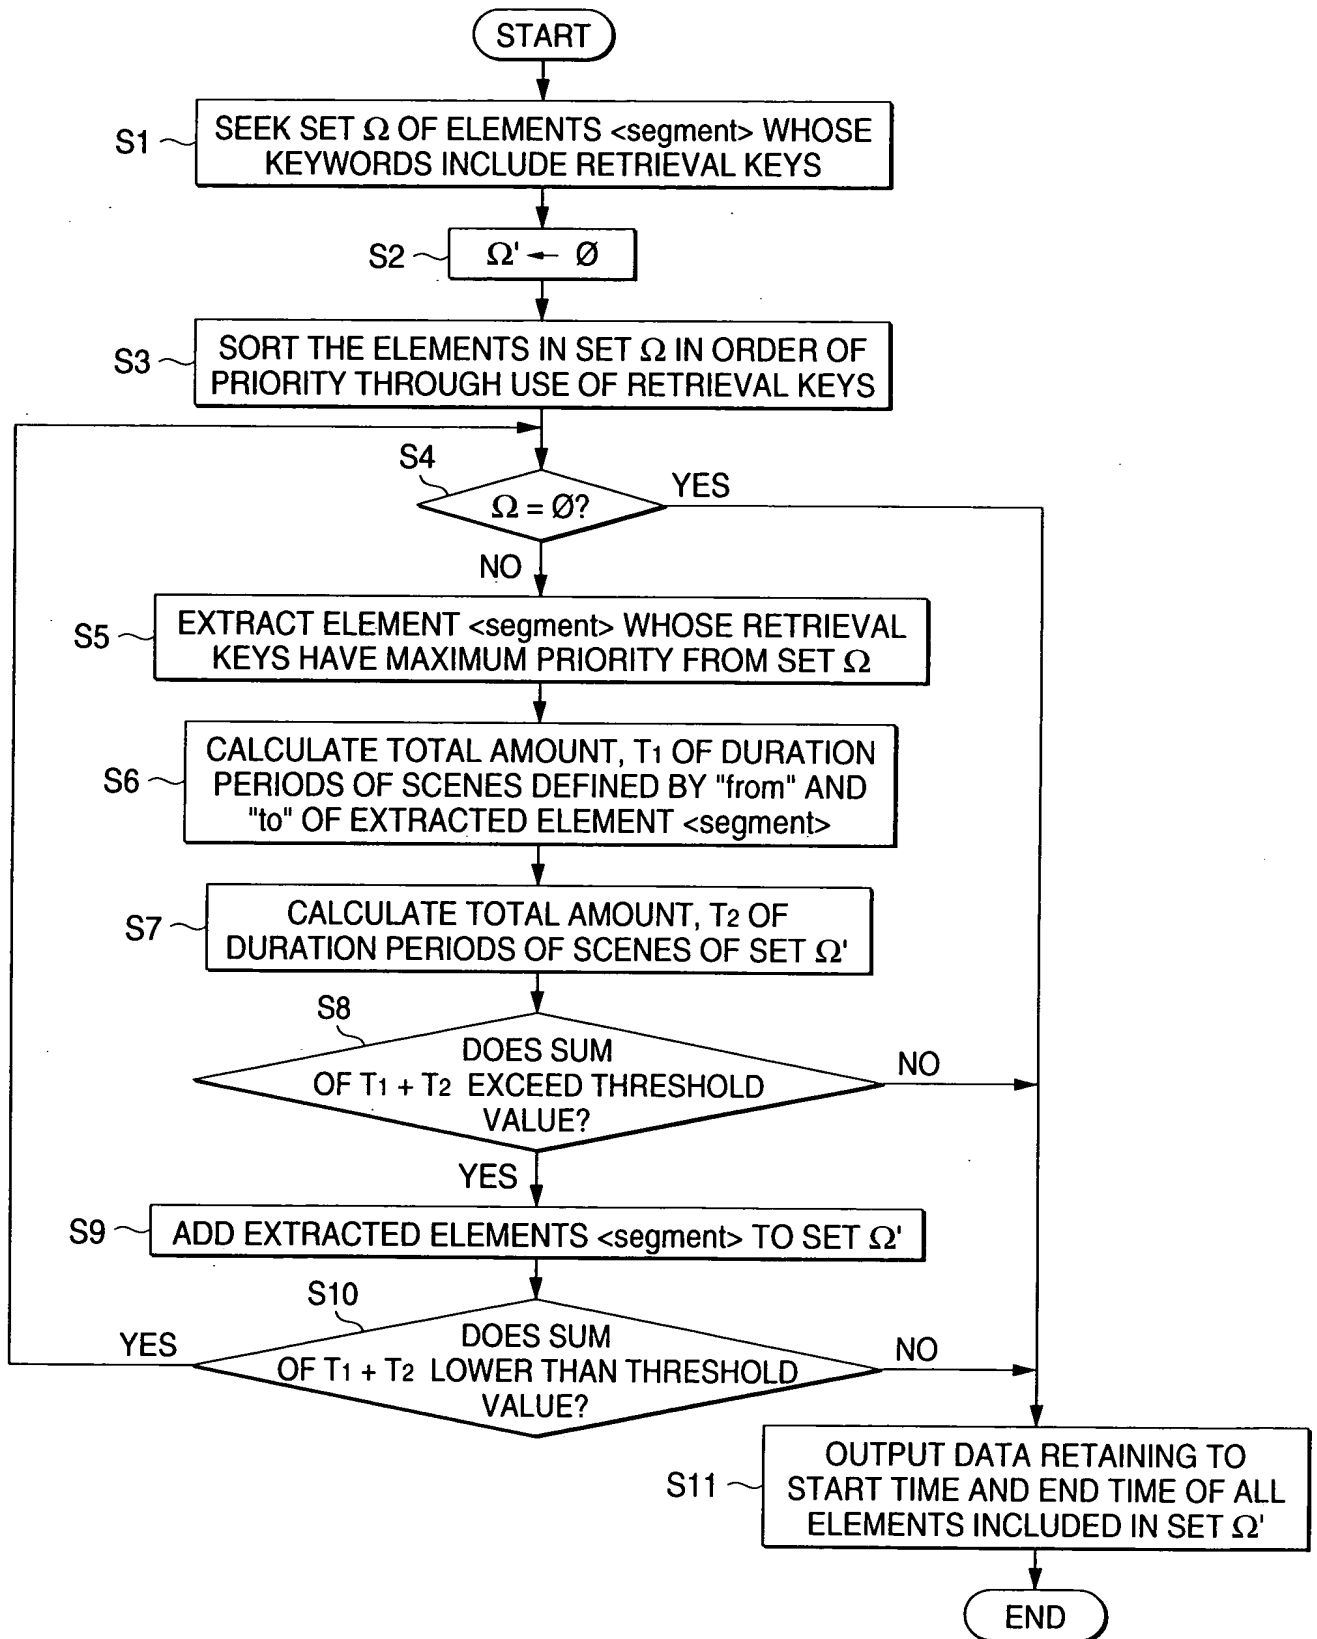 START
S1
SEEK SET Ω OF ELEMENTS <segment> WHOSE
KEYWORDS INCLUDE RETRIEVAL KEYS
S2
Ω' ← Ø
S3
SORT THE ELEMENTS IN SET Ω IN ORDER OF
PRIORITY THROUGH USE OF RETRIEVAL KEYS
S4
Ω = Ø?
YES
NO
S5
EXTRACT ELEMENT <segment> WHOSE RETRIEVAL
KEYS HAVE MAXIMUM PRIORITY FROM SET Ω
S6
CALCULATE TOTAL AMOUNT, T1 OF DURATION
PERIODS OF SCENES DEFINED BY "from" AND
"to" OF EXTRACTED ELEMENT <segment>
S7
CALCULATE TOTAL AMOUNT, T2 OF
DURATION PERIODS OF SCENES OF SET Ω'
S8
DOES SUM
OF T1 + T2 EXCEED THRESHOLD
VALUE?
NO
YES
S9
ADD EXTRACTED ELEMENTS <segment> TO SET Ω'
S10
DOES SUM
OF T1 + T2 LOWER THAN THRESHOLD
VALUE?
YES
NO
S11
OUTPUT DATA RETAINING TO
START TIME AND END TIME OF ALL
ELEMENTS INCLUDED IN SET Ω'
END